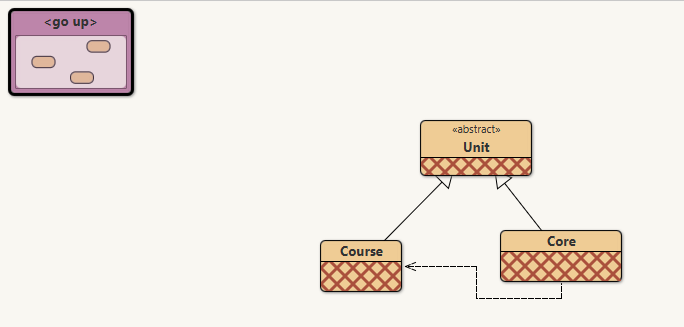 <go up>
«abstract»
Unit
Course
Core